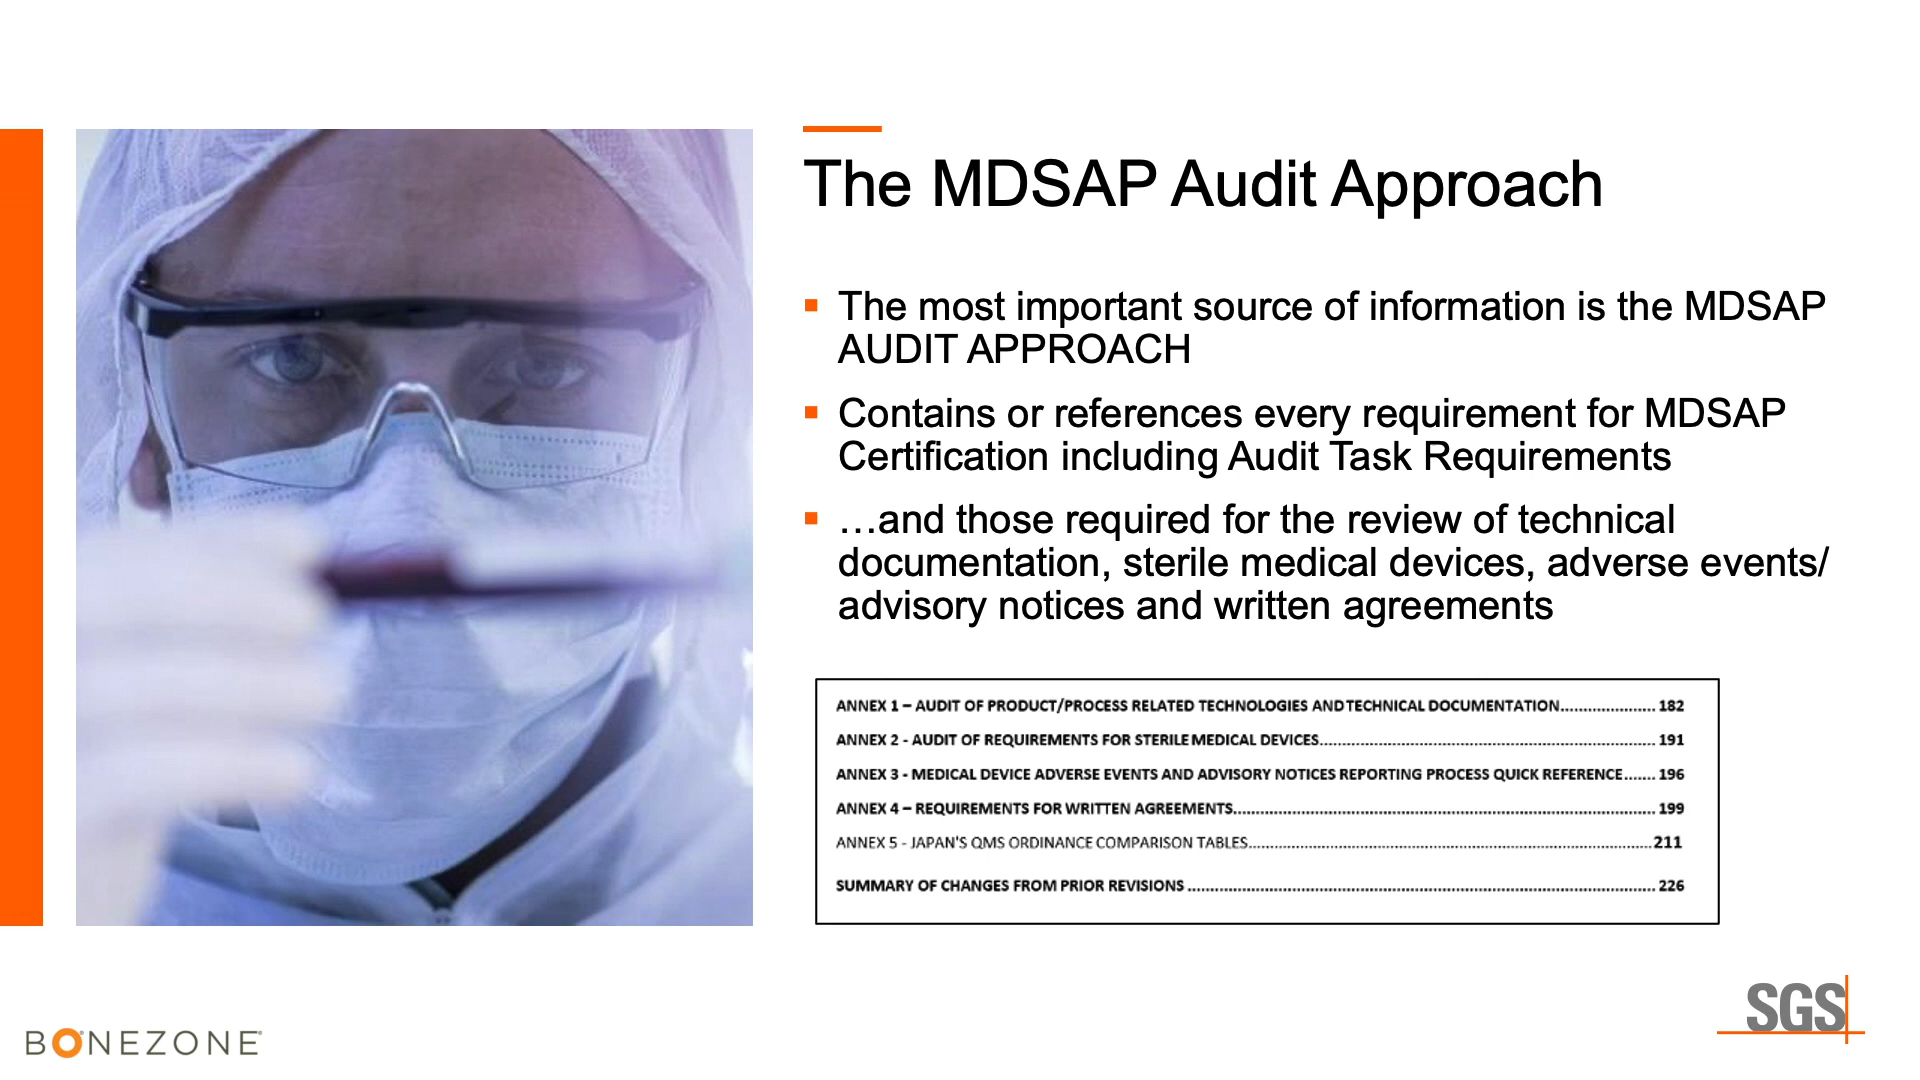 The MDSAP Audit Approach
The most important source of information is the MDSAP
AUDIT APPROACH
Contains or references every requirement for MDSAP
Certification including Audit Task Requirements
…and those required for the review of technical
documentation, sterile medical devices, adverse events/
advisory notices and written agreements
ANNEX 1 – AUDIT OF PRODUCT/PROCESS RELATED TECHNOLOGIES AND TECHNICAL DOCUMENTATION..................... 182
ANNEX 2 - AUDIT OF REQUIREMENTS FOR STERILE MEDICAL DEVICES.......................................................................... 191
ANNEX 3 - MEDICAL DEVICE ADVERSE EVENTS AND ADVISORY NOTICES REPORTING PROCESS QUICK REFERENCE....... 196
ANNEX 4 – REQUIREMENTS FOR WRITTEN AGREEMENTS............................................................................................. 199
ANNEX 5 - JAPAN'S QMS ORDINANCE COMPARISON TABLES.........................................................................................211
SUMMARY OF CHANGES FROM PRIOR REVISIONS ....................................................................................................... 226
BONEZONE
SGS